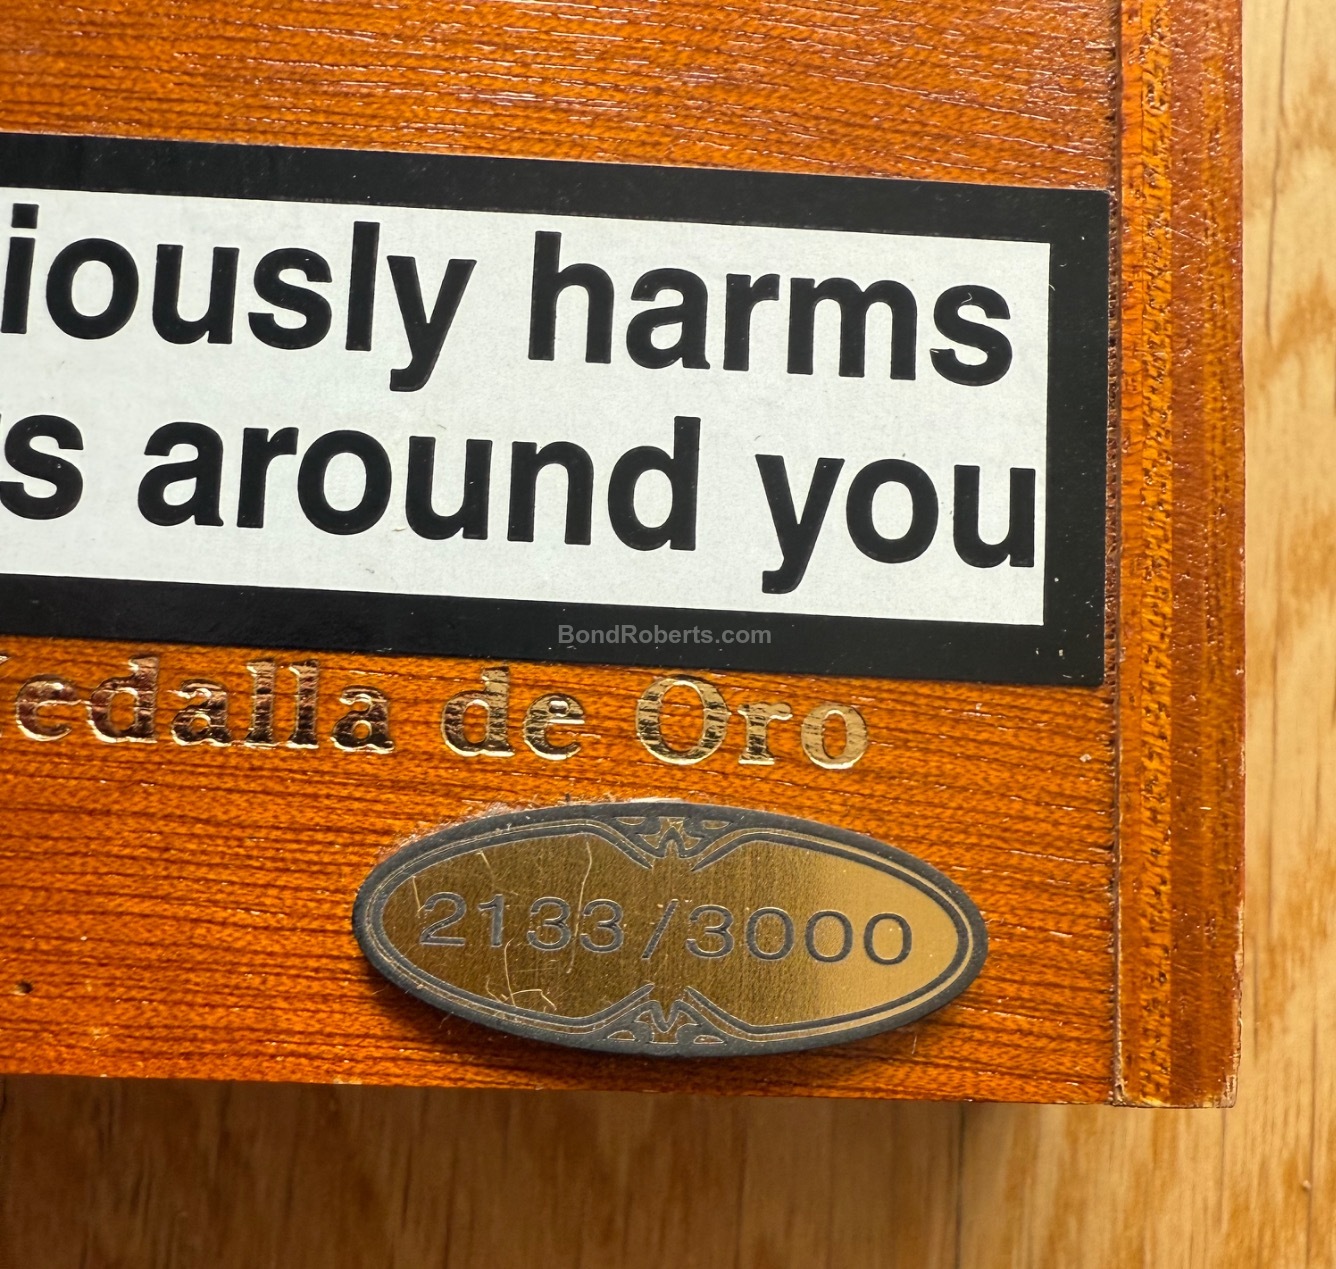 iously harms
s around you
BondRoberts.com
edalla de Oro
2133/3000